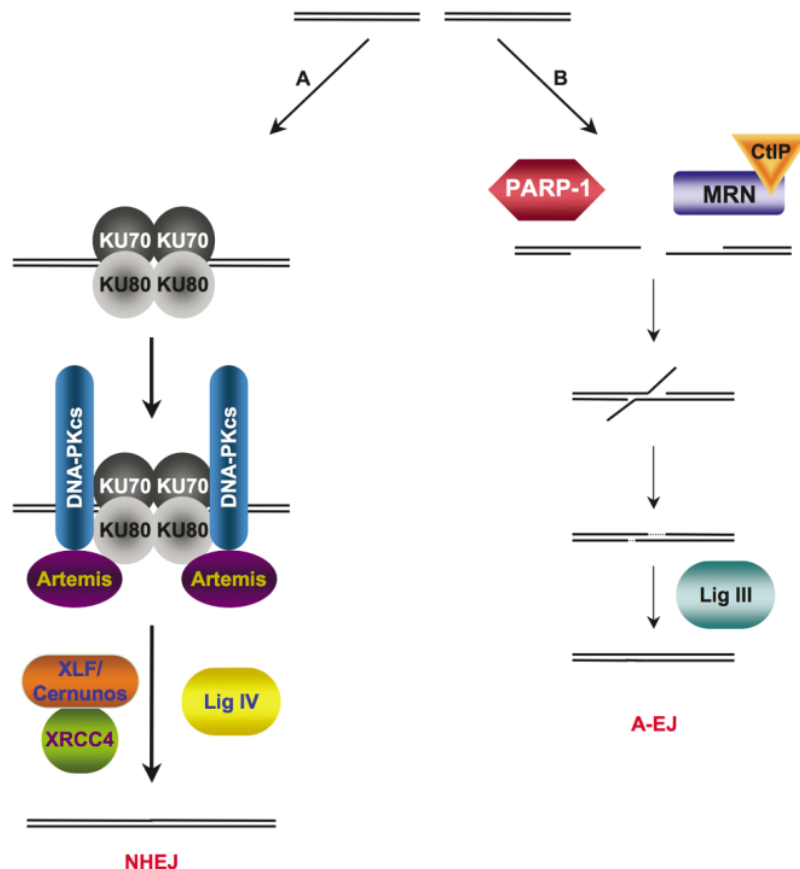 A
B
CtIP
PARP-1
MRN
KU70 KU70
KU80 KU80
DNA-PKcs
DNA-PKcs
KU70 KU70
KU80 KU80
Artemis
Artemis
Lig III
XLF/
Cernunos
Lig IV
XRCC4
A-EJ
NHEJ